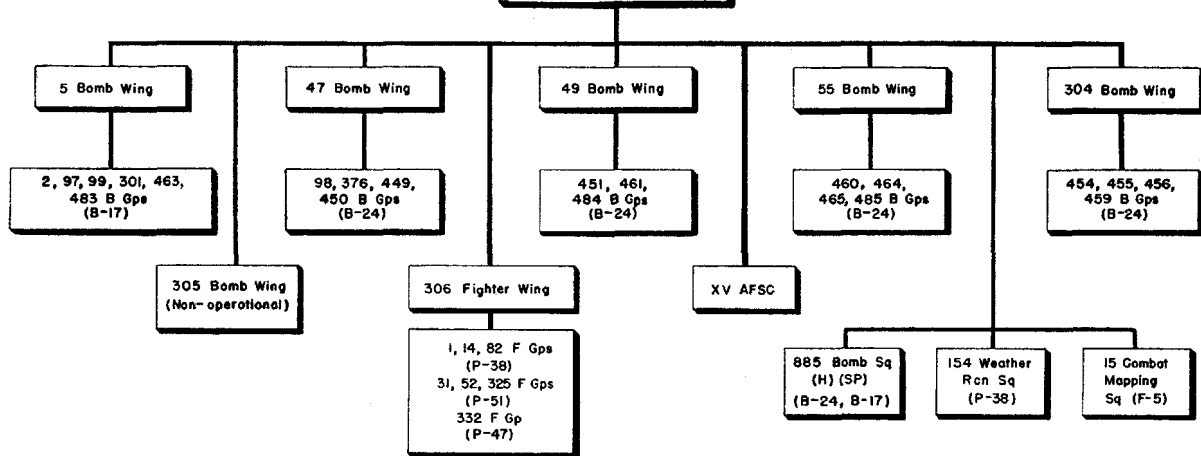 5 Bomb Wing
47 Bomb Wing
49 Bomb Wing
55 Bomb Wing
304 Bomb Wing
2, 97, 99, 301, 463,
483 B Gps
(B-17)
98, 376, 449,
450 B Gps
(B-24)
451, 461,
484 B Gps
(B-24)
460, 464,
465, 485 B Gps
(B-24)
454, 455, 456,
459 B Gps
(B-24)
305 Bomb Wing
(Non-operational)
306 Fighter Wing
XV AFSC
1, 14, 82 F Gps
(P-38)
31, 52, 325 F Gps
(P-51)
332 F Gp
(P-47)
885 Bomb Sq
(H) (SP)
(B-24, B-17)
154 Weather
Rcn Sq
(P-38)
15 Combat
Mapping
Sq (F-5)